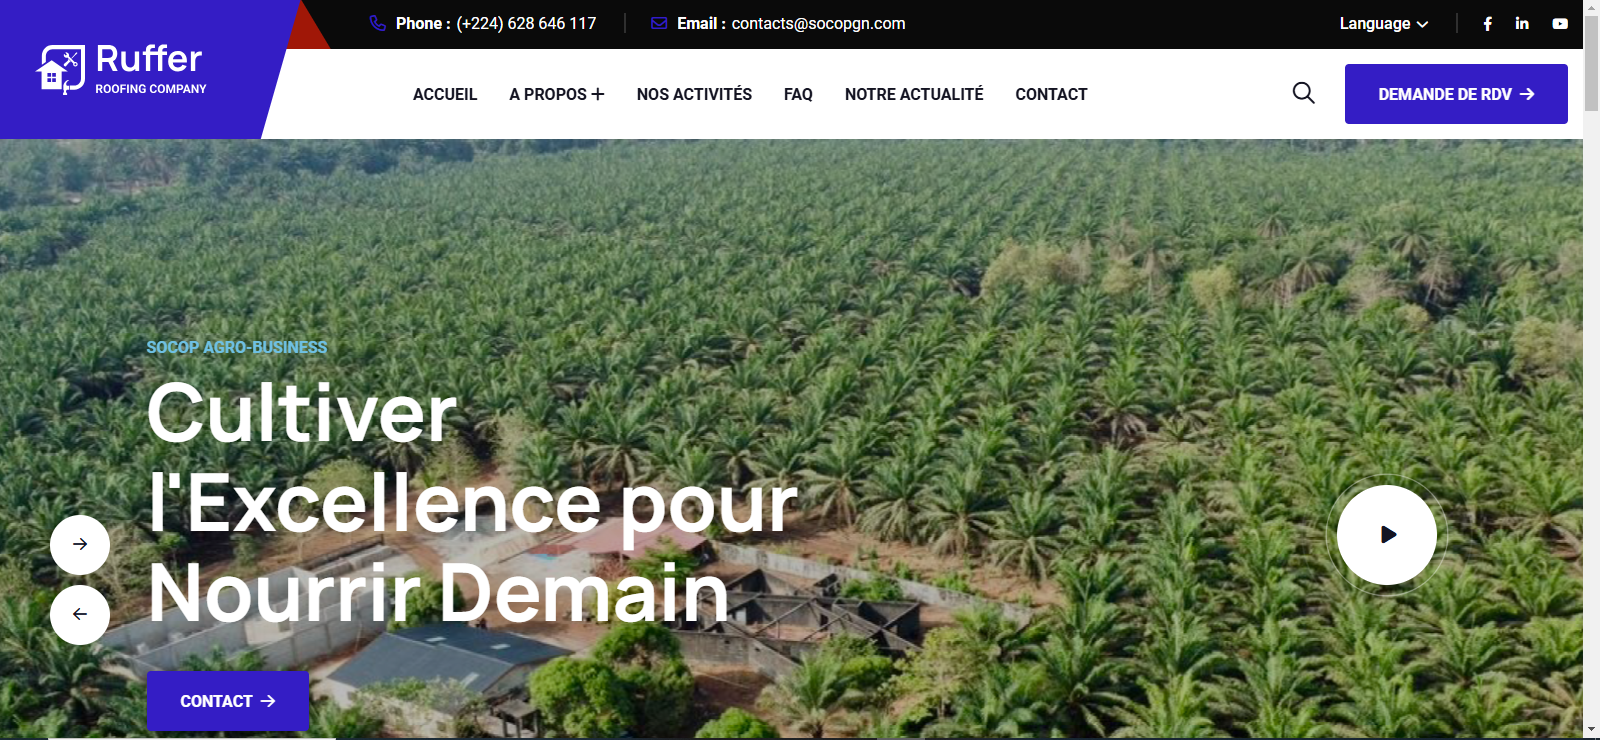 Ruffer
ROOFING COMPANY
Phone : (+224) 628 646 117
Email : contacts@socopgn.com
Language
ACCUEIL A PROPOS NOS ACTIVITÉS FAQ NOTRE ACTUALITÉ CONTACT
DEMANDE DE RDV
SOCOP AGRO-BUSINESS
Cultiver
l'Excellence pour
Nourrir Demain
CONTACT